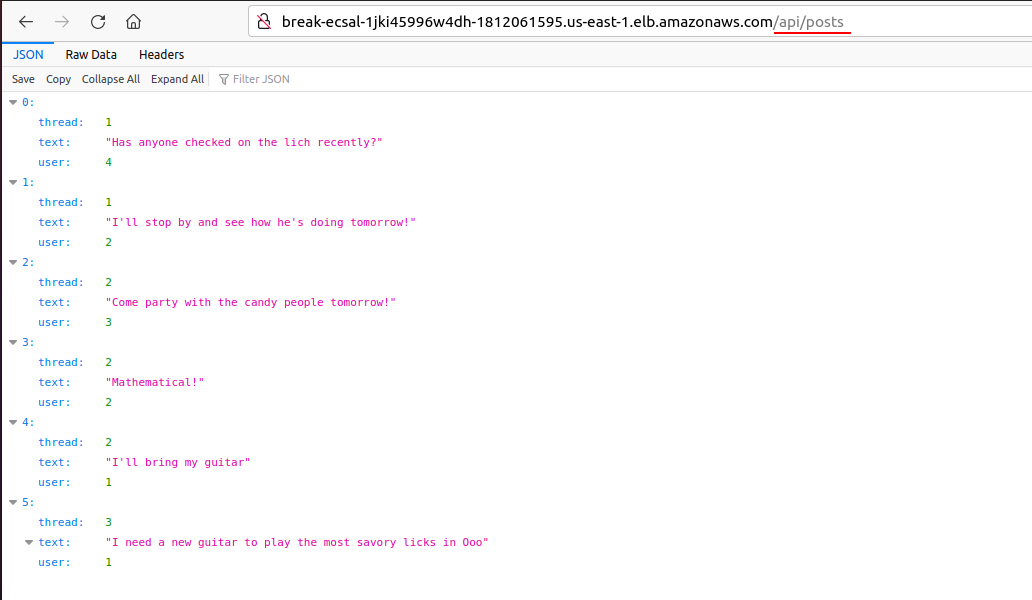 break-ecsal-1jki45996w4dh-1812061595.us-east-1.elb.amazonaws.com/api/posts
JSON Raw Data Headers
Save Copy Collapse All Expand All Filter JSON
0:
thread: 1
text: "Has anyone checked on the lich recently?"
user: 4
1:
thread: 1
text: "I'll stop by and see how he's doing tomorrow!"
user: 2
2:
thread: 2
text: "Come party with the candy people tomorrow!"
user: 3
3:
thread: 2
text: "Mathematical!"
user: 2
4:
thread: 2
text: "I'll bring my guitar"
user: 1
5:
thread: 3
text: "I need a new guitar to play the most savory licks in Ooo"
user: 1